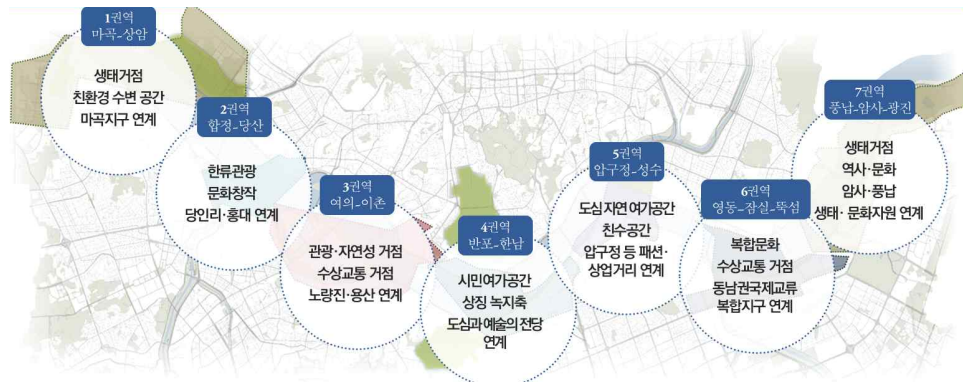 1권역
마곡-상암
생태거점
친환경 수변 공간
마곡지구 연계
2권역
합정-당산
한류관광
문화창작
당인리·홍대 연계
3권역
여의-이촌
관광·자연성 거점
수상교통 거점
노량진·용산 연계
4권역
반포-한남
시민여가공간
상징 녹지축
도심과 예술의 전당
연계
5권역
압구정-성수
도심 자연 여가공간
친수공간
압구정 등 패션·
상업거리 연계
6권역
영동-잠실-뚝섬
복합문화
수상교통 거점
동남권국제교류
복합지구 연계
7권역
풍납-암사-광진
생태거점
역사·문화
암사·풍납
생태·문화자원 연계